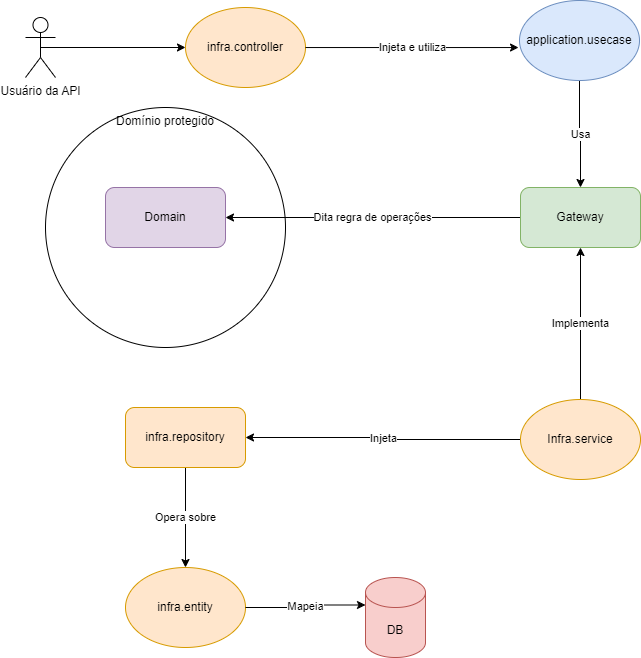 Usuário da API
infra.controller
Injeta e utiliza
application.usecase
Usa
Domínio protegido
Domain
Dita regra de operações
Gateway
Implementa
infra.repository
Injeta
Infra.service
Opera sobre
infra.entity
Mapeia
DB